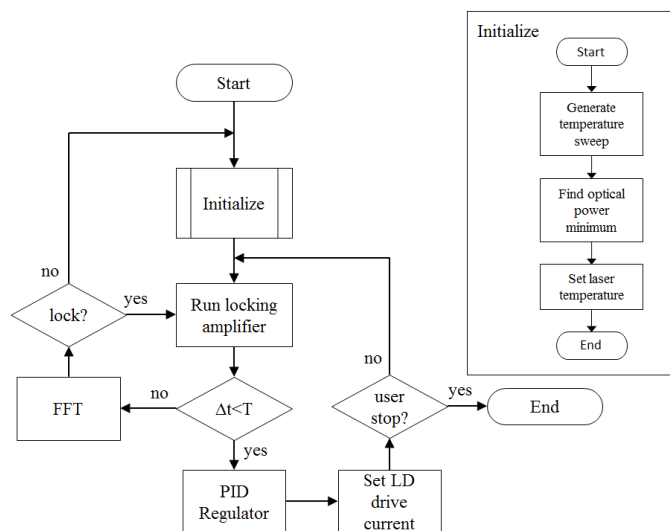 Start
Initialize
no
lock?
yes
Run locking
amplifier
no
user
stop?
yes
End
FFT
no
Δt<T
yes
PID
Regulator
Set LD
drive
current
Initialize
Start
Generate
temperature
sweep
Find optical
power
minimum
Set laser
temperature
End